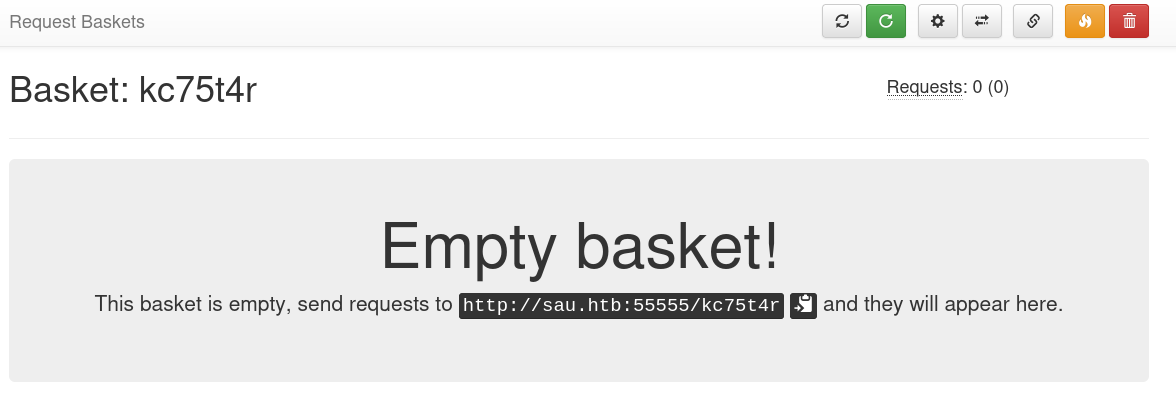 Request Baskets
Basket: kc75t4r
Requests: 0 (0)
Empty basket!
This basket is empty, send requests to http://sau.htb:55555/kc75t4r and they will appear here.